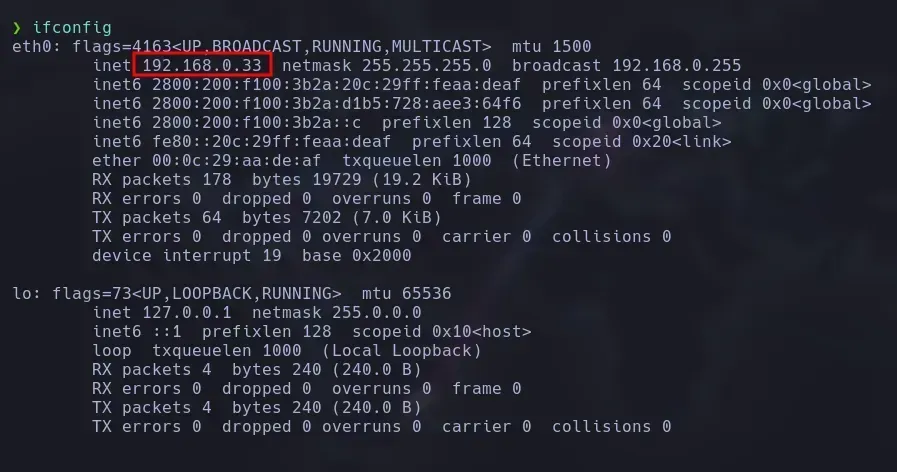 ❯ ifconfig
eth0: flags=4163<UP,BROADCAST,RUNNING,MULTICAST>  mtu 1500
        inet 192.168.0.33  netmask 255.255.255.0  broadcast 192.168.0.255
        inet6 2800:200:f100:3b2a:20c:29ff:feaa:deaf  prefixlen 64  scopeid 0x0<global>
        inet6 2800:200:f100:3b2a:d1b5:728:aee3:64f6  prefixlen 64  scopeid 0x0<global>
        inet6 2800:200:f100:3b2a::c  prefixlen 128  scopeid 0x0<global>
        inet6 fe80::20c:29ff:feaa:deaf  prefixlen 64  scopeid 0x20<link>
        ether 00:0c:29:aa:de:af  txqueuelen 1000  (Ethernet)
        RX packets 178  bytes 19729 (19.2 KiB)
        RX errors 0  dropped 0  overruns 0  frame 0
        TX packets 64  bytes 7202 (7.0 KiB)
        TX errors 0  dropped 0 overruns 0  carrier 0  collisions 0
        device interrupt 19  base 0x2000

lo: flags=73<UP,LOOPBACK,RUNNING>  mtu 65536
        inet 127.0.0.1  netmask 255.0.0.0
        inet6 ::1  prefixlen 128  scopeid 0x10<host>
        loop  txqueuelen 1000  (Local Loopback)
        RX packets 4  bytes 240 (240.0 B)
        RX errors 0  dropped 0  overruns 0  frame 0
        TX packets 4  bytes 240 (240.0 B)
        TX errors 0  dropped 0 overruns 0  carrier 0  collisions 0